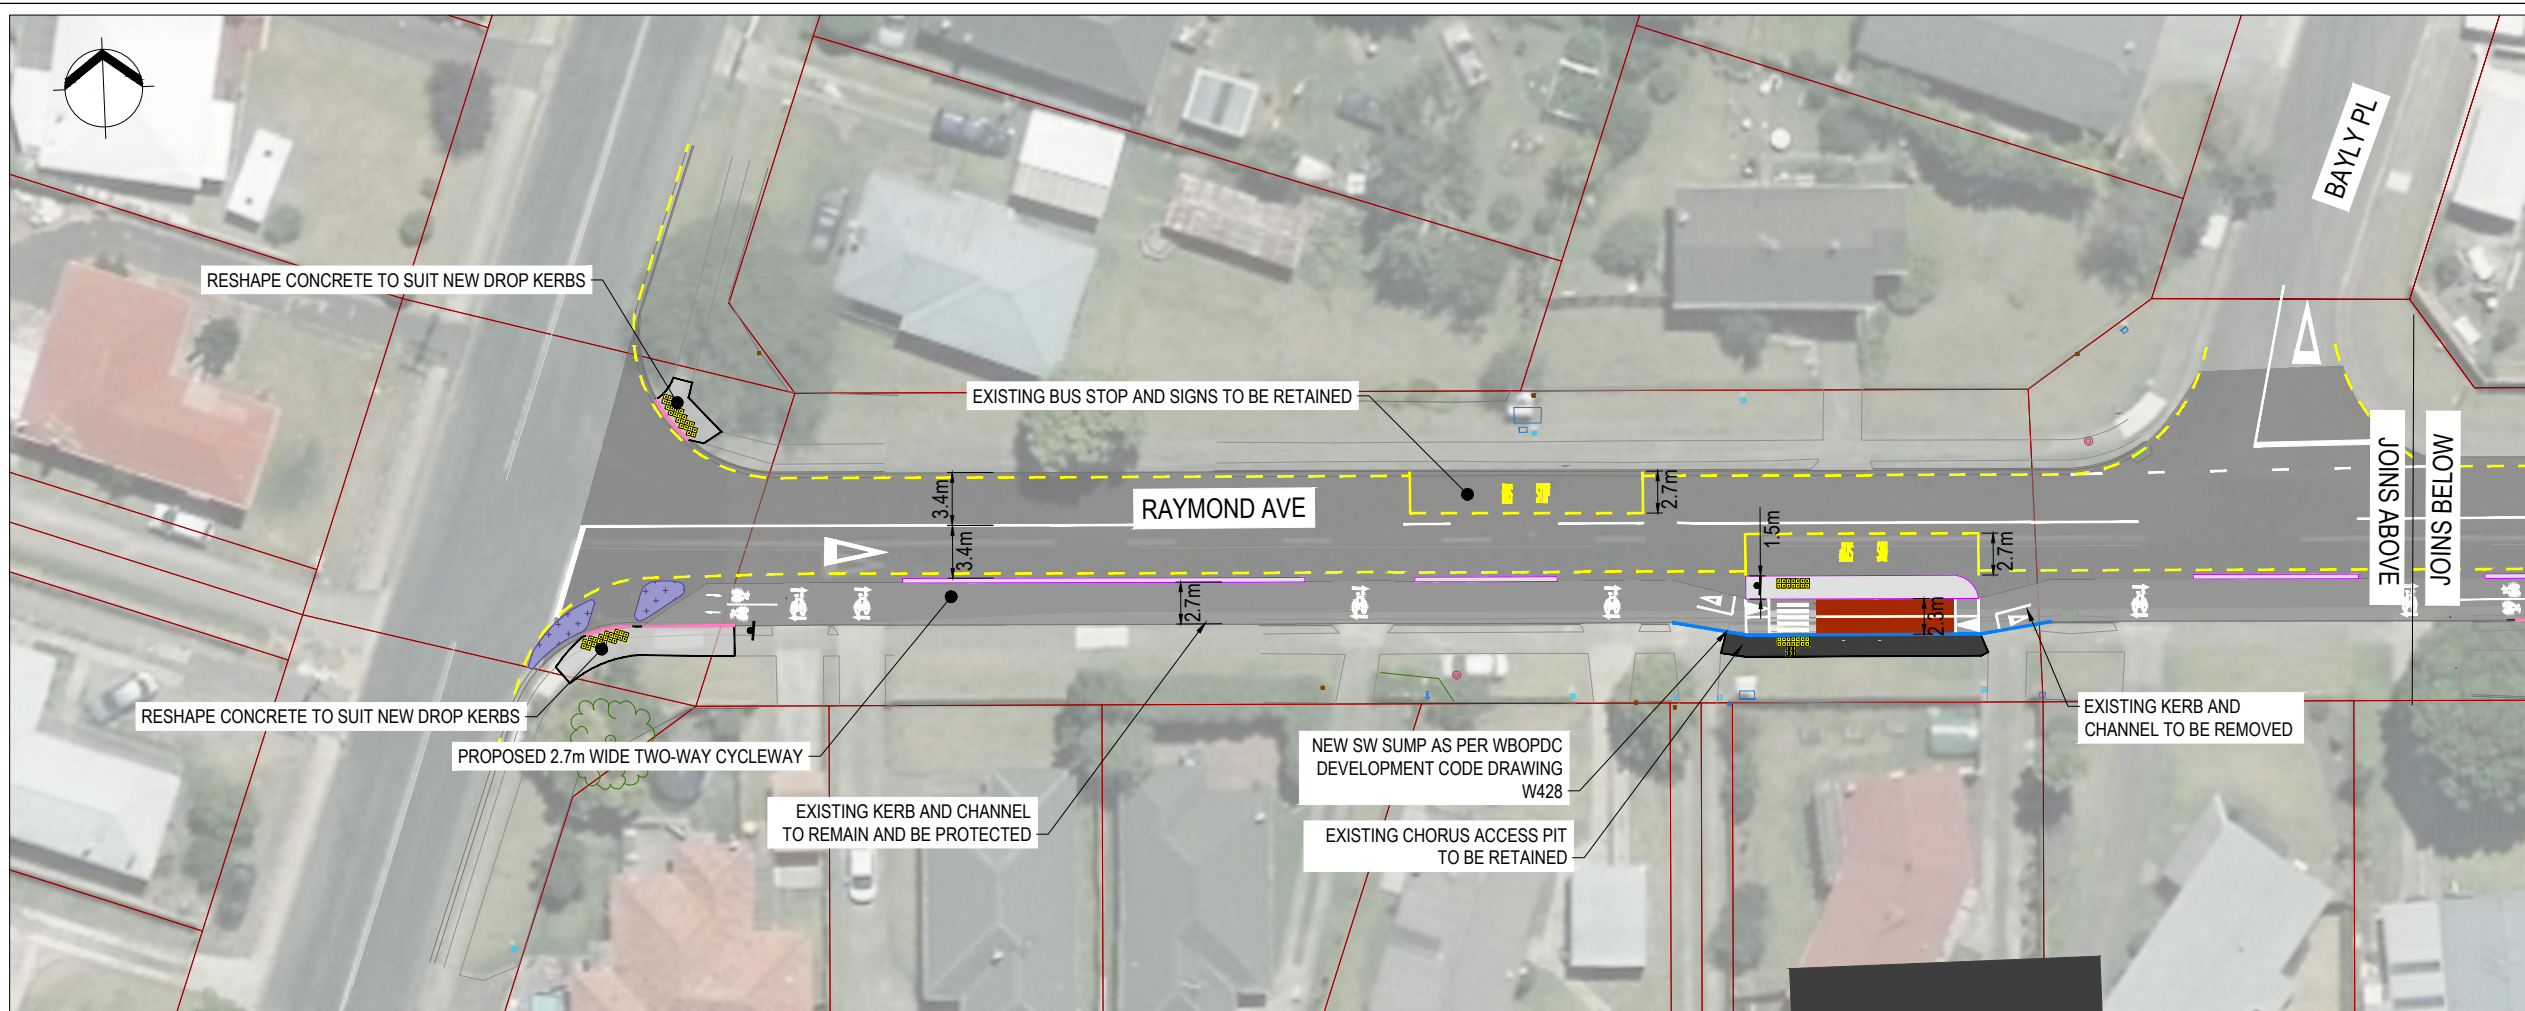 BAYLY PL
RESHAPE CONCRETE TO SUIT NEW DROP KERBS
EXISTING BUS STOP AND SIGNS TO BE RETAINED
3.4m
RAYMOND AVE
BUS STOP
2.7m
1.5m
3.4m
BUS STOP
2.7m
JOINS ABOVE
JOINS BELOW
2.7m
2.3m
RESHAPE CONCRETE TO SUIT NEW DROP KERBS
PROPOSED 2.7m WIDE TWO-WAY CYCLEWAY
EXISTING KERB AND CHANNEL
TO REMAIN AND BE PROTECTED
NEW SW SUMP AS PER WBOPDC
DEVELOPMENT CODE DRAWING
W428
EXISTING CHORUS ACCESS PIT
TO BE RETAINED
EXISTING KERB AND
CHANNEL TO BE REMOVED